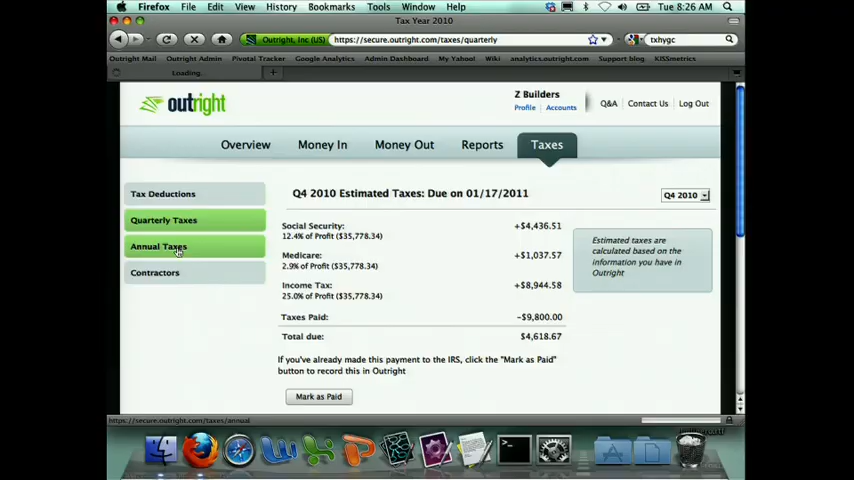 Firefox File Edit View History Bookmarks Tools Window Help Tue 8:26 AM
Tax Year 2010
Outright, Inc (US) https://secure.outright.com/taxes/quarterly txhygc
Outright Mail Outright Admin Pivotal Tracker Google Analytics Admin Dashboard My Yahoo! Wiki analytics.outright.com Support blog KISSmetrics
Loading...
outright
Z Builders
Profile Accounts
Q&A Contact Us Log Out
Overview Money In Money Out Reports Taxes
Tax Deductions
Quarterly Taxes
Annual Taxes
Contractors
Q4 2010 Estimated Taxes: Due on 01/17/2011
Q4 2010
Social Security: +$4,436.51
12.4% of Profit ($35,778.34)
Medicare: +$1,037.57
2.9% of Profit ($35,778.34)
Income Tax: +$8,944.58
25.0% of Profit ($35,778.34)
Taxes Paid: -$9,800.00
Total due: $4,618.67
Estimated taxes are
calculated based on the
information you have in
Outright
If you've already made this payment to the IRS, click the "Mark as Paid"
button to record this in Outright
Mark as Paid
https://secure.outright.com/taxes/annual